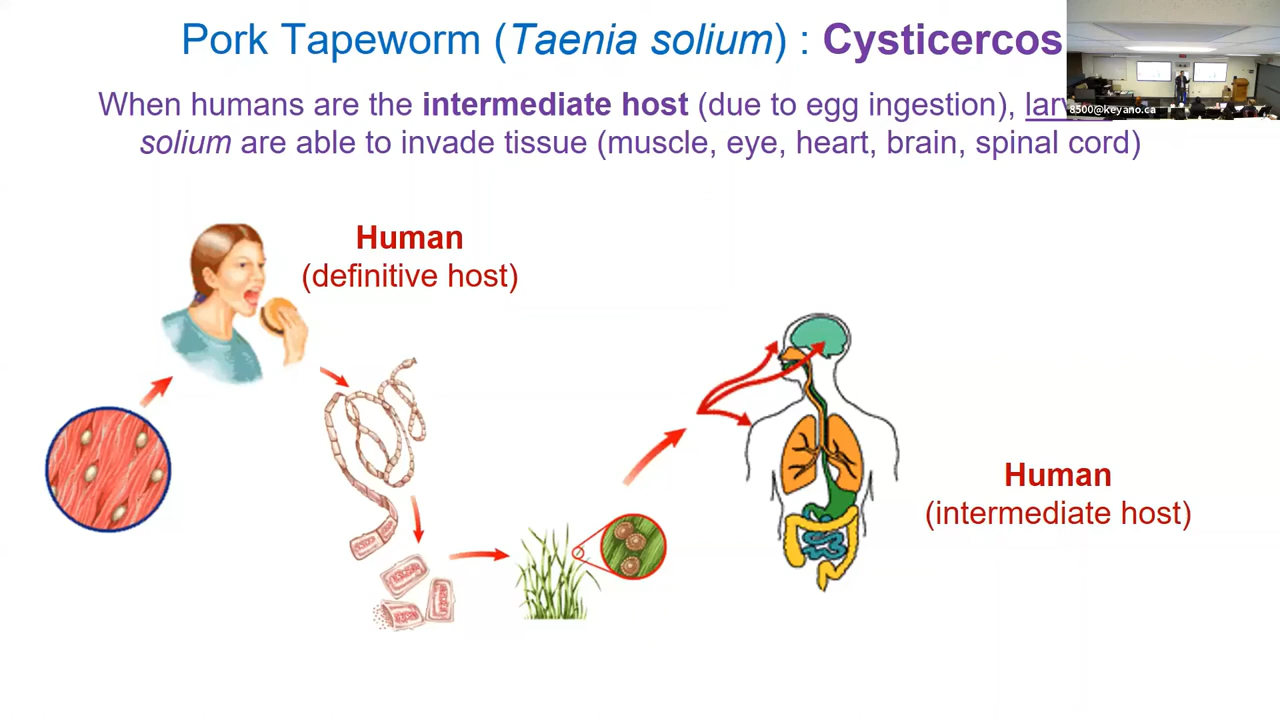 Pork Tapeworm (Taenia solium) : Cysticercos
8500@keyano.ca
When humans are the intermediate host (due to egg ingestion),
solium are able to invade tissue (muscle, eye, heart, brain, spinal cord)
Human
(definitive host)
Human
(intermediate host)